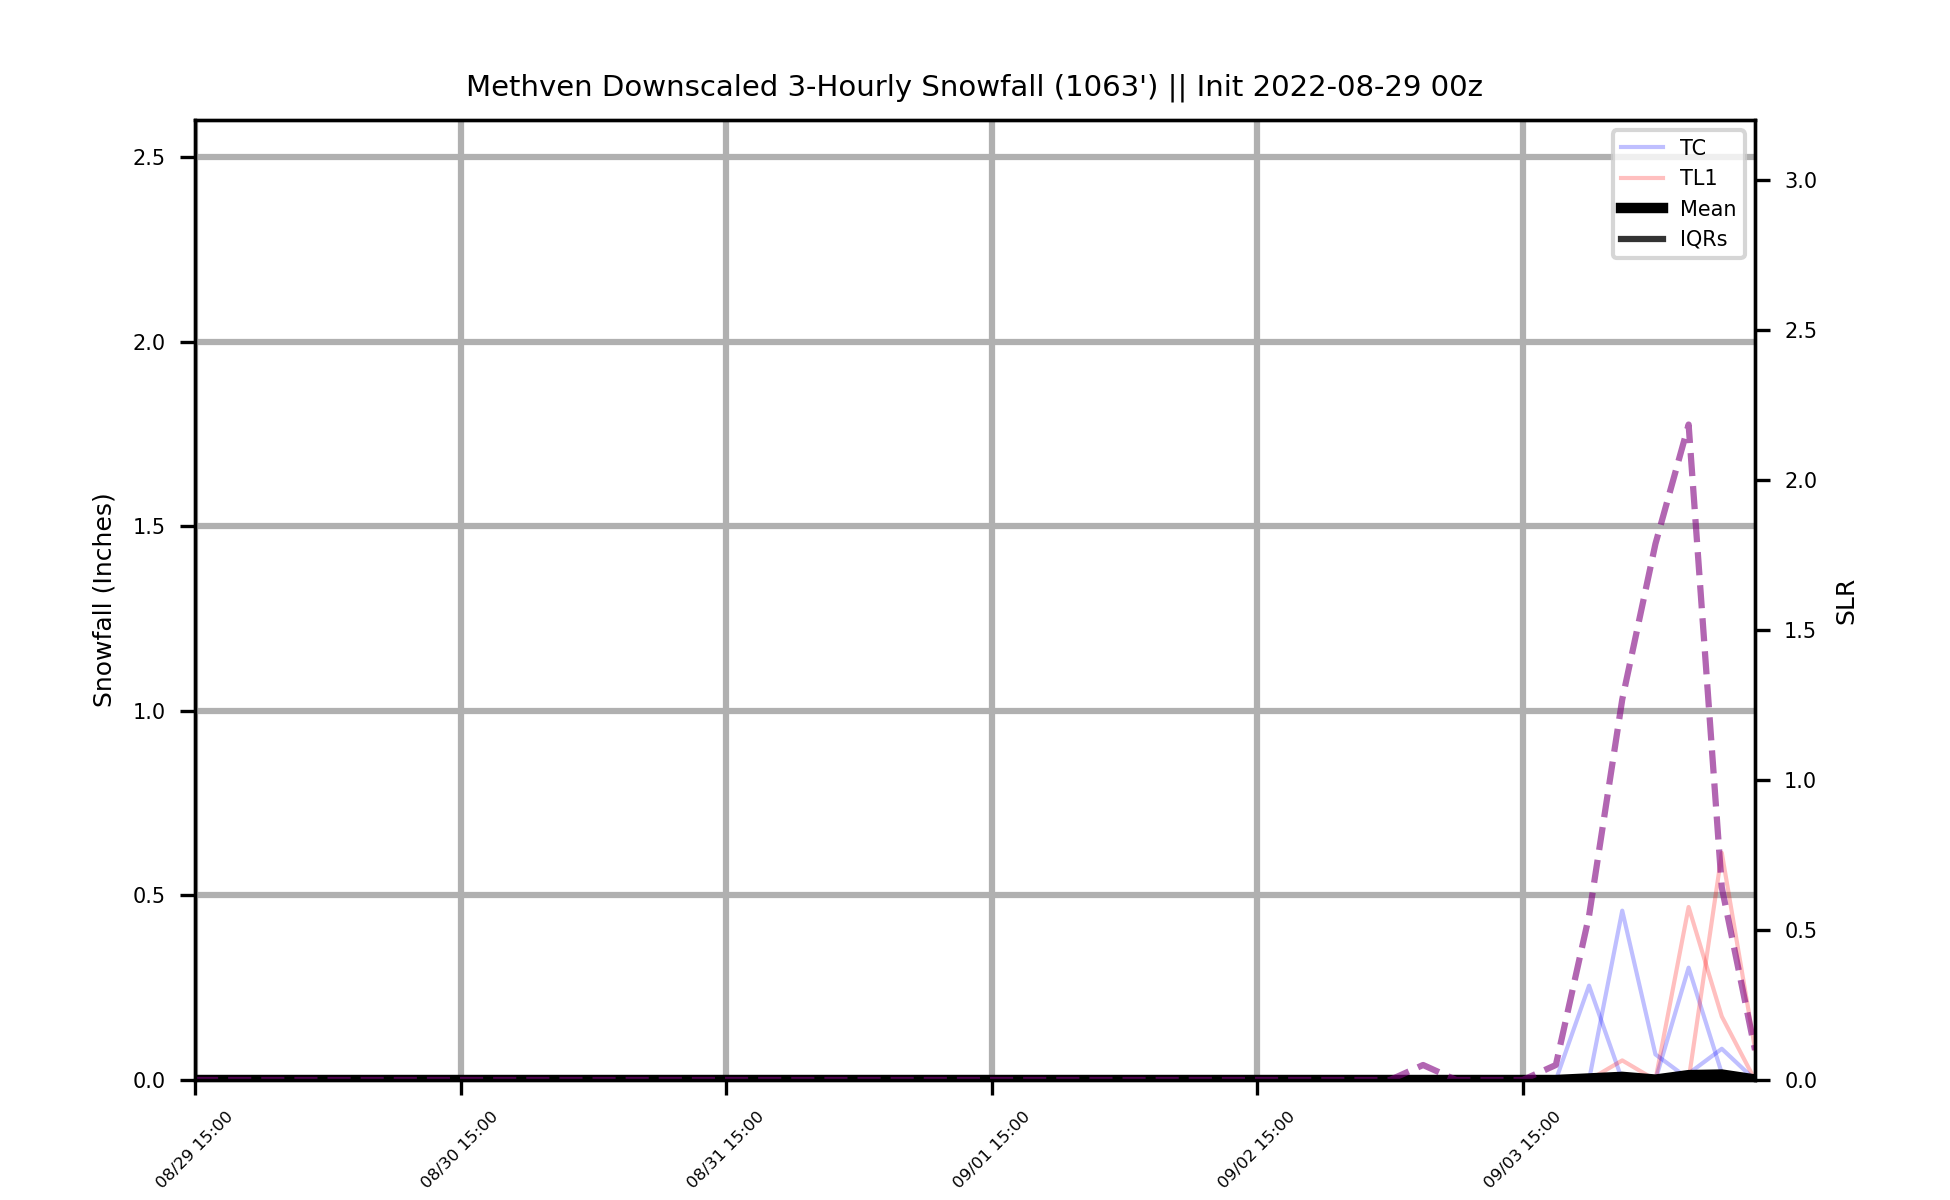 Methven Downscaled 3-Hourly Snowfall (1063') || Init 2022-08-29 00z
TC
TL1
Mean
IQRs
Snowfall (Inches)
2.5
2.0
1.5
1.0
0.5
0.0
SLR
3.0
2.5
2.0
1.5
1.0
0.5
0.0
08/29 15:00
08/30 15:00
08/31 15:00
09/01 15:00
09/02 15:00
09/03 15:00